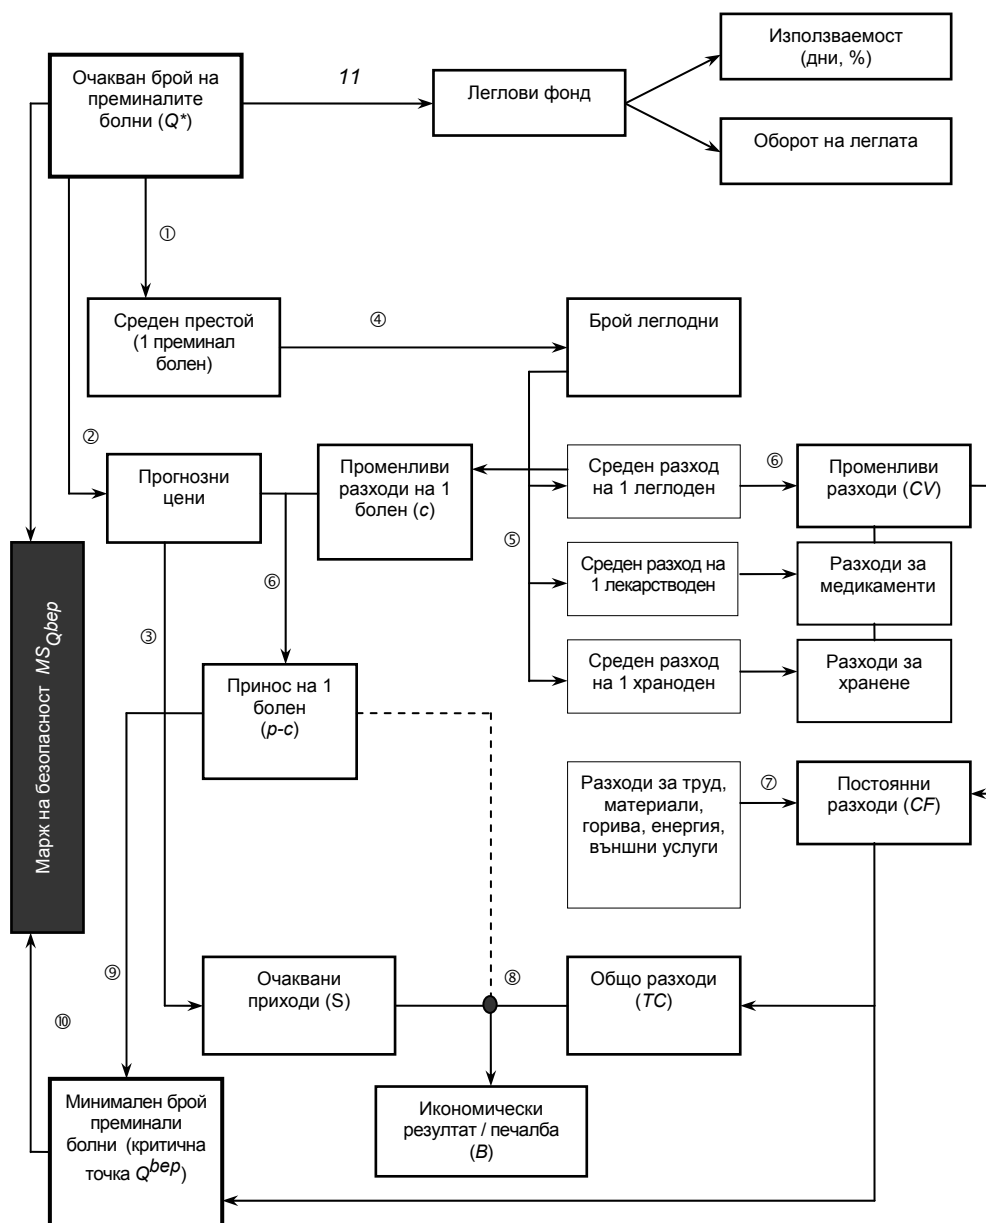 Очакван брой на
преминалите
болни (Q*)
11
Леглови фонд
Използваемост
(дни, %)
Оборот на леглата
①
Среден престой
(1 преминал
болен)
④
Брой леглодни
②
Прогнозни
цени
Променливи
разходи на 1
болен (c)
⑤
Среден разход
на 1 леглоден
⑥
Променливи
разходи (CV)
Среден разход на
1 лекарстводен
Разходи за
медикаменти
Среден разход
на 1 храноден
Разходи за
хранене
③
⑥
Принос на 1
болен
(p-c)
Марж на безопасност MS Qbep
Разходи за труд,
материали,
горива, енергия,
външни услуги
⑦
Постоянни
разходи (CF)
⑨
⑩
Очаквани
приходи (S)
⑧
Общо разходи
(TC)
Минимален брой
преминали
болни (критична
точка Qbep)
Икономически
резултат / печалба
(B)